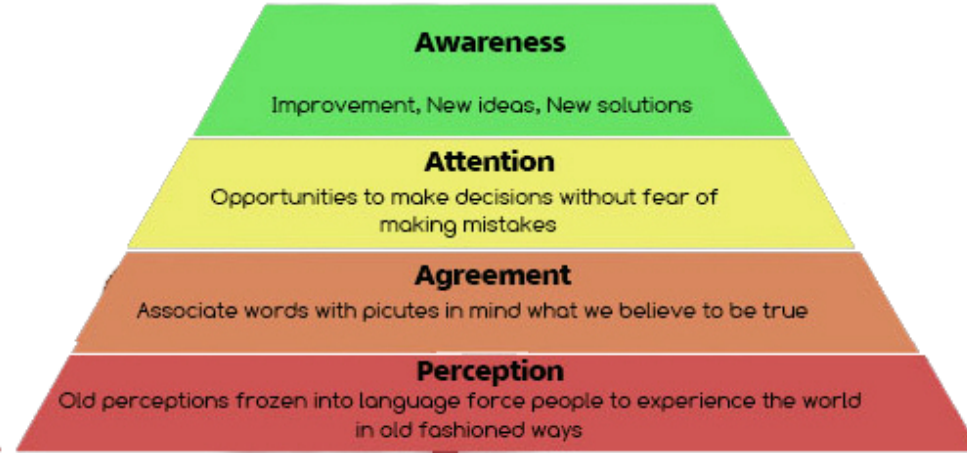 Awareness
Improvement, New ideas, New solutions
Attention
Opportunities to make decisions without fear of
making mistakes
Agreement
Associate words with picutes in mind what we believe to be true
Perception
Old perceptions frozen into language force people to experience the world
in old fashioned ways